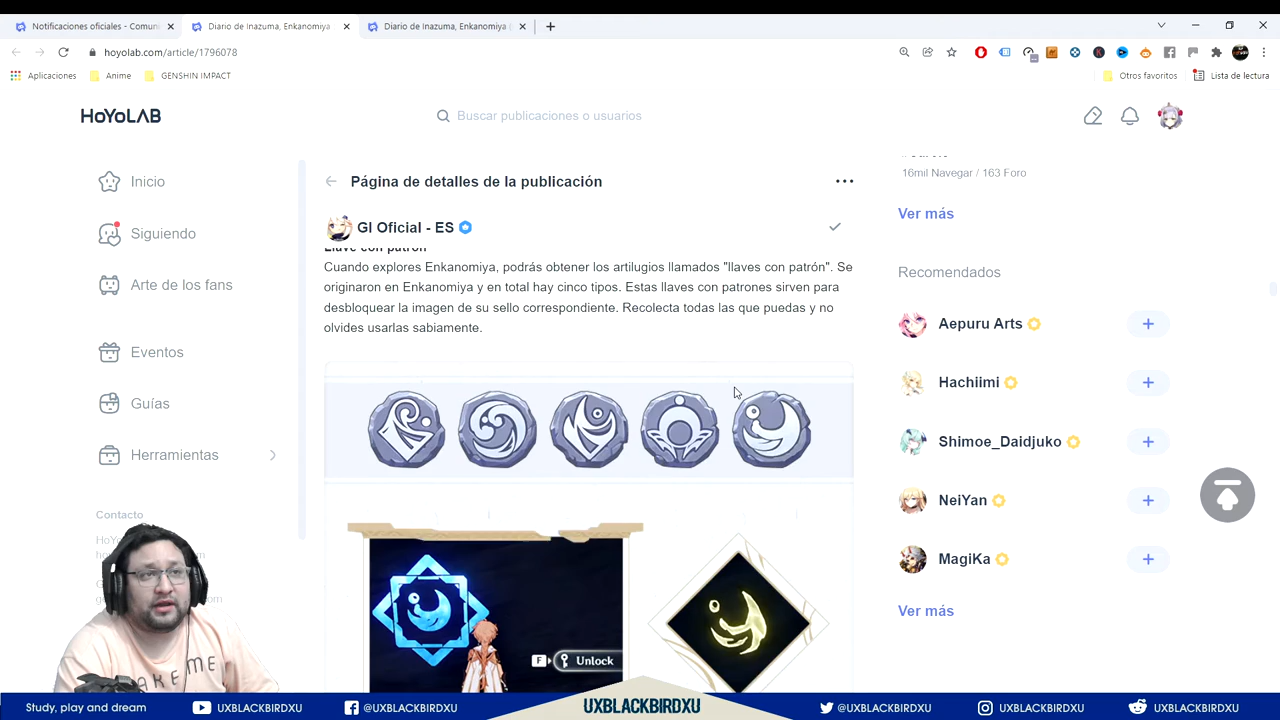 Notificaciones oficiales - Comuni
Diario de Inazuma, Enkanomiya
Diario de Inazuma, Enkanomiya (
hoyolab.com/article/1796078
Aplicaciones
Anime
GENSHIN IMPACT
Otros favoritos
Lista de lectura
HoYoLAB
Buscar publicaciones o usuarios
Inicio
Siguiendo
Arte de los fans
Eventos
Guías
Herramientas
Contacto
Página de detalles de la publicación
GI Oficial - ES
Llave con patrón
Cuando explores Enkanomiya, podrás obtener los artilugios llamados "llaves con patrón". Se
originaron en Enkanomiya y en total hay cinco tipos. Estas llaves con patrones sirven para
desbloquear la imagen de su sello correspondiente. Recolecta todas las que puedas y no
olvides usarlas sabiamente.
F
Unlock
16mil Navegar / 163 Foro
Ver más
Recomendados
Aepuru Arts
Hachiimi
Shimoe_Daidjuko
NeiYan
MagiKa
Ver más
AKE ME
Study, play and dream
UXBLACKBIRDXU
@UXBLACKBIRDXU
UXBLACKBIRDXU
@UXBLACKBIRDXU
UXBLACKBIRDXU
UXBLACKBIRDXU